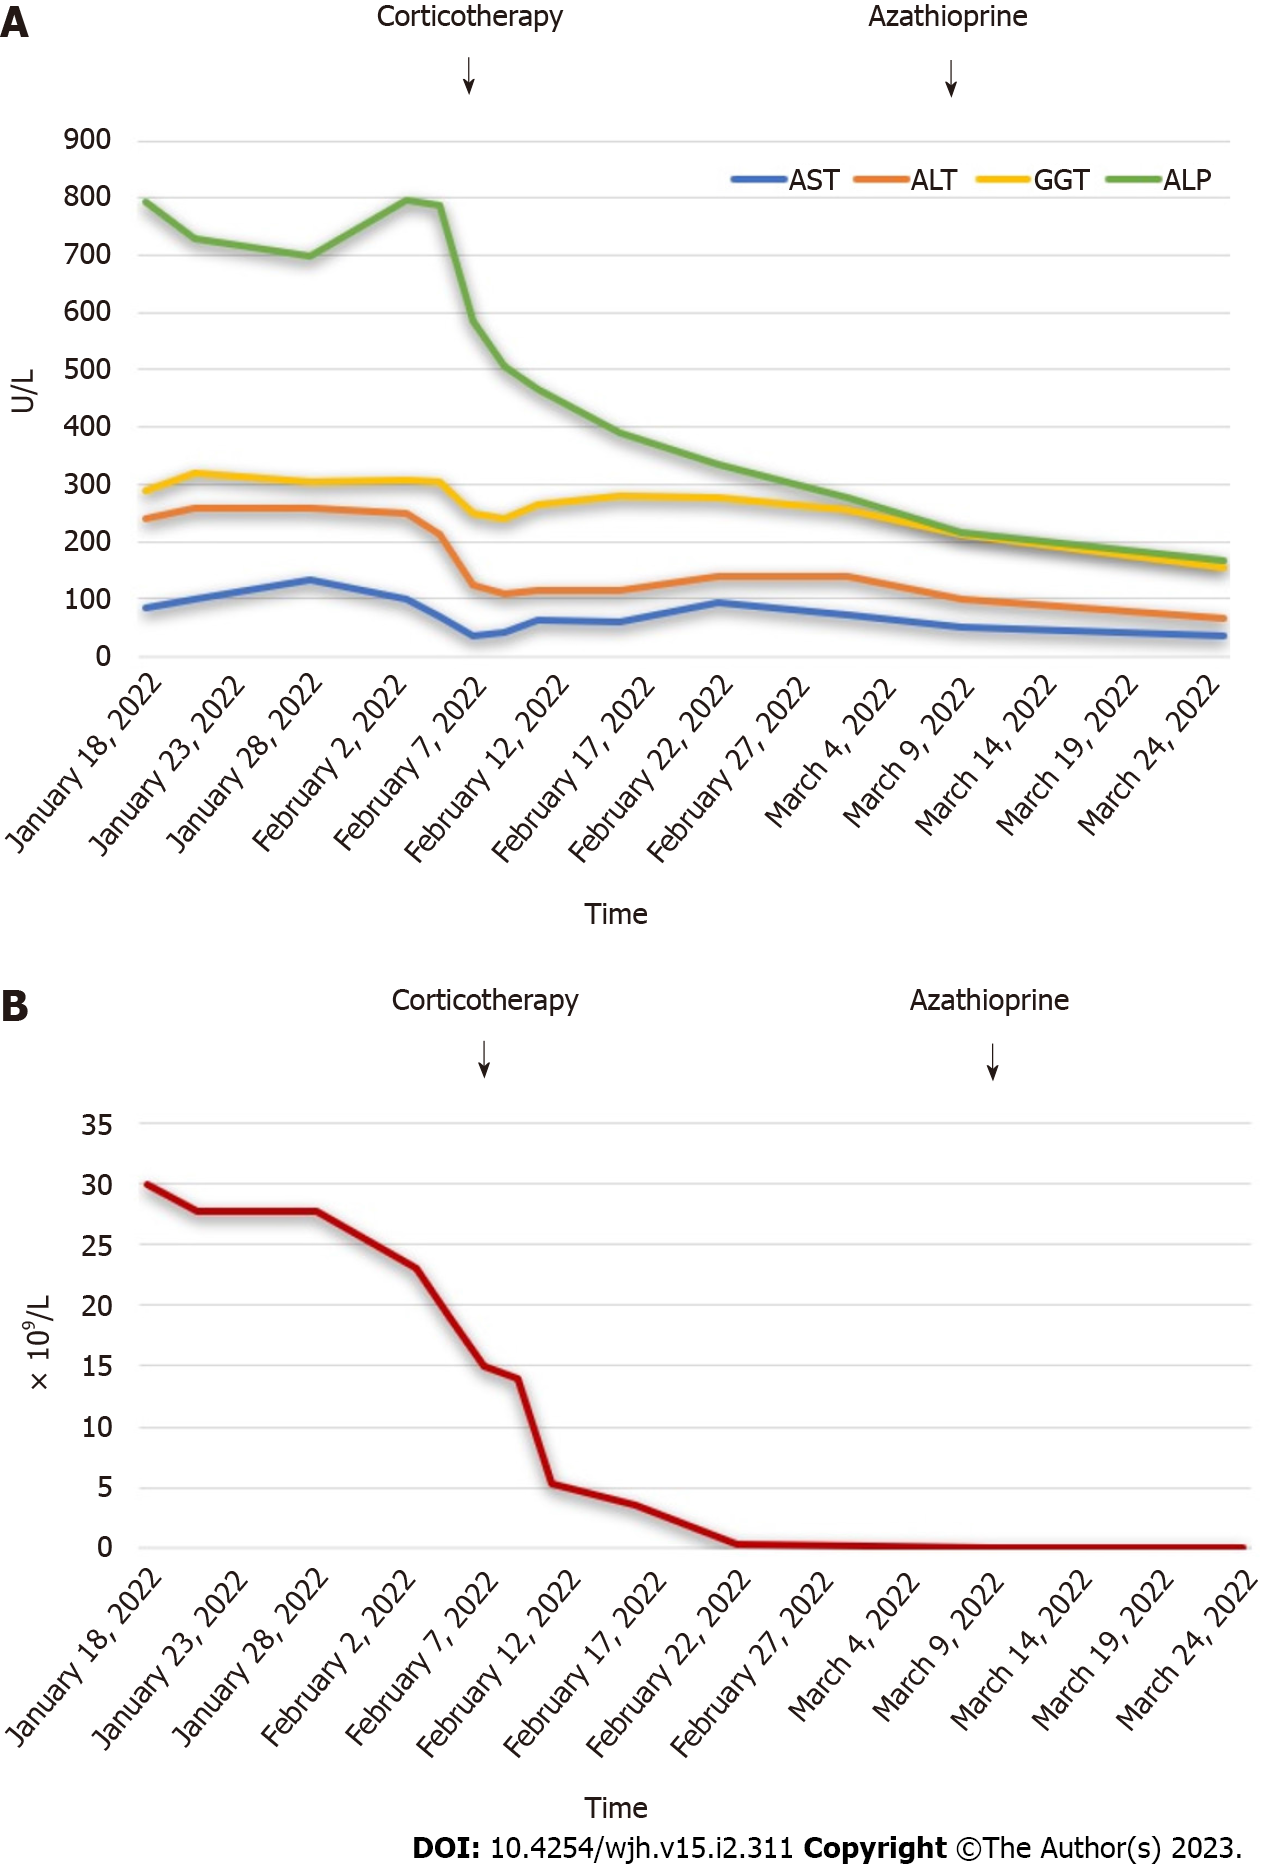 A
Corticotherapy Azathioprine
900
AST ALT GGT ALP
800
700
600
500
400
300
200
100
0
U/L
January 18, 2022
January 23, 2022
January 28, 2022
February 2, 2022
February 7, 2022
February 12, 2022
February 17, 2022
February 22, 2022
February 27, 2022
March 4, 2022
March 9, 2022
March 14, 2022
March 19, 2022
March 24, 2022
Time
B
Corticotherapy Azathioprine
35
30
25
20
15
10
5
0
× 10⁹/L
January 18, 2022
January 23, 2022
January 28, 2022
February 2, 2022
February 7, 2022
February 12, 2022
February 17, 2022
February 22, 2022
February 27, 2022
March 4, 2022
March 9, 2022
March 14, 2022
March 19, 2022
March 24, 2022
Time
DOI: 10.4254/wjh.v15.i2.311 Copyright ©The Author(s) 2023.